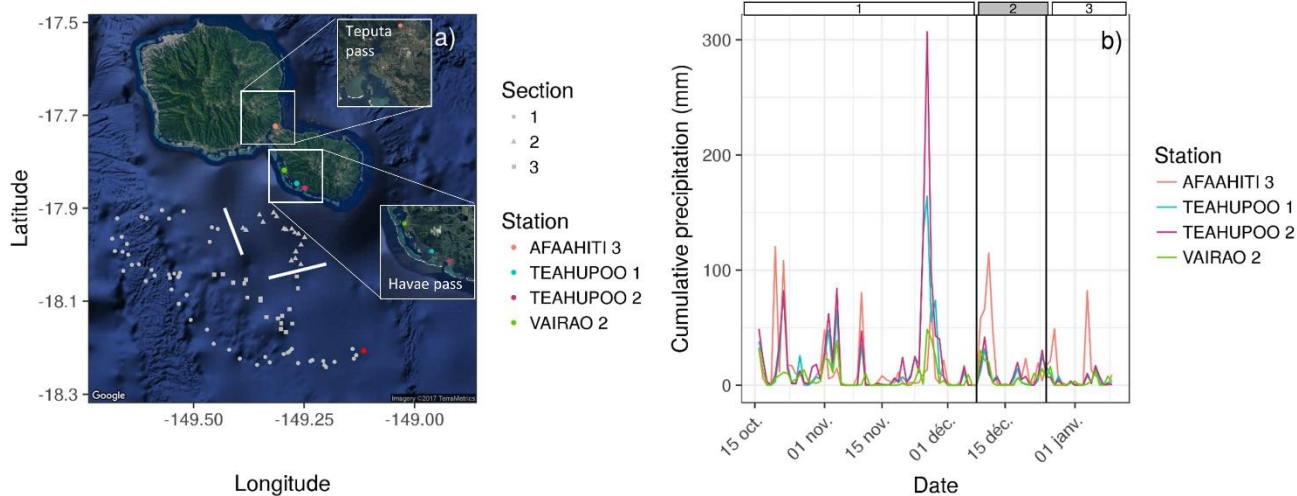 a)
Teputa
pass
Havae pass
Google
Imagery ©2017 TerraMetrics
-17.5
-17.7
-17.9
-18.1
-18.3
Latitude
-149.50
-149.25
-149.00
Longitude
Section
1
2
3
Station
AFAAHITI 3
TEAHUPOO 1
TEAHUPOO 2
VAIRAO 2
1
2
3
b)
300
200
100
0
Cumulative precipitation (mm)
15 oct.
01 nov.
15 nov.
01 déc.
15 déc.
01 janv.
Date
Station
AFAAHITI 3
TEAHUPOO 1
TEAHUPOO 2
VAIRAO 2